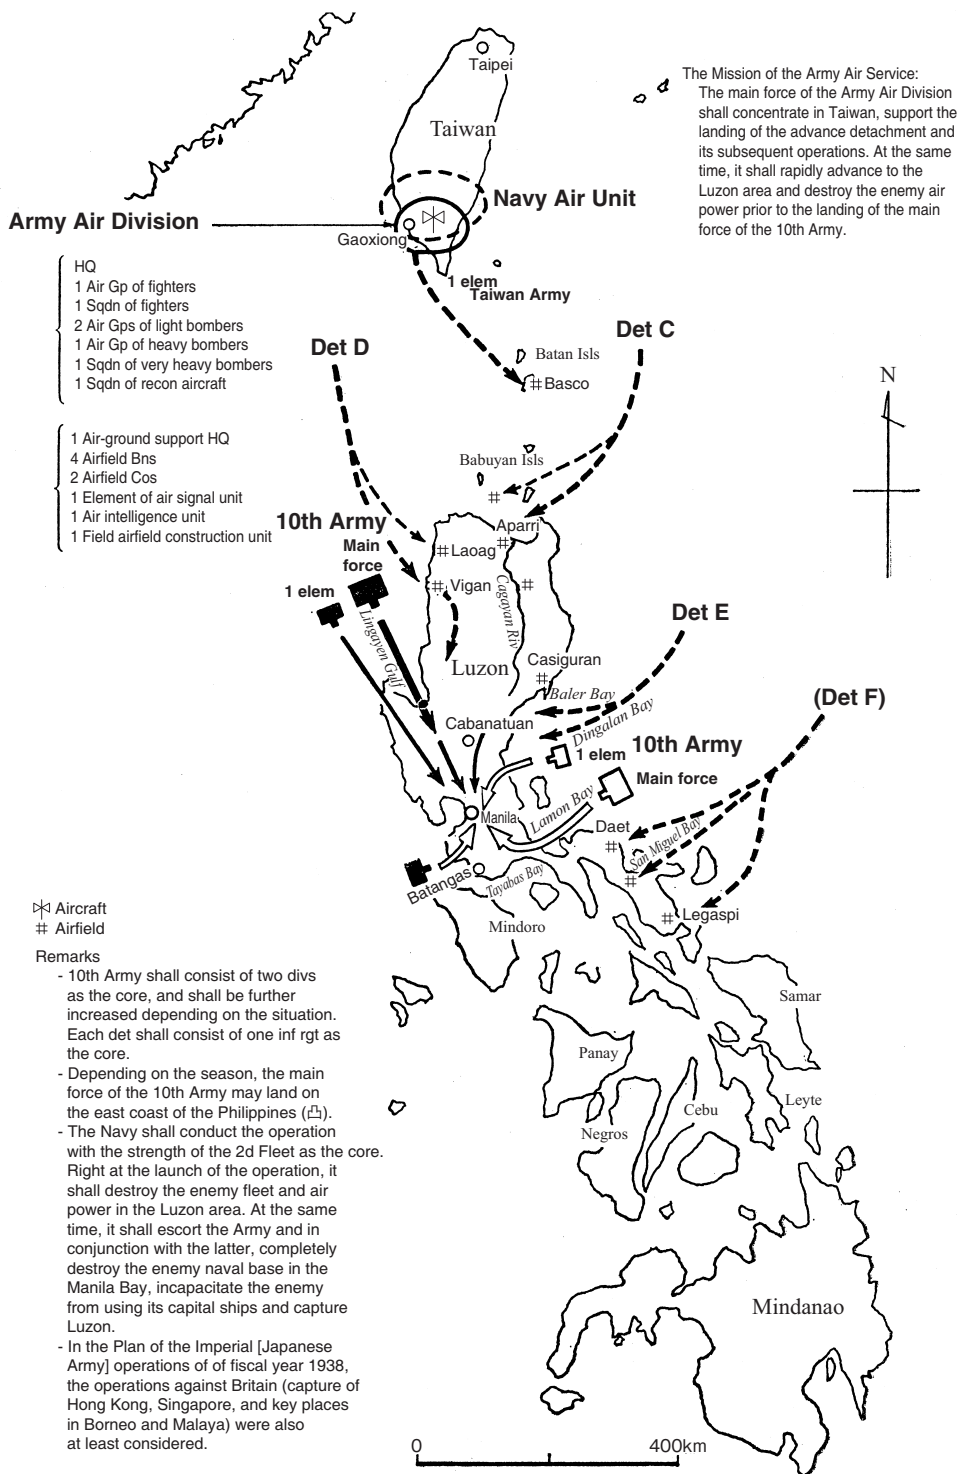 Taipei
Taiwan
The Mission of the Army Air Service:
The main force of the Army Air Division
shall concentrate in Taiwan, support the
landing of the advance detachment and
its subsequent operations. At the same
time, it shall rapidly advance to the
Luzon area and destroy the enemy air
power prior to the landing of the main
force of the 10th Army.
Navy Air Unit
Army Air Division
Gaoxiong
HQ
1 Air Gp of fighters
1 Sqdn of fighters
2 Air Gps of light bombers
1 Air Gp of heavy bombers
1 Sqdn of very heavy bombers
1 Sqdn of recon aircraft
1 elem
Taiwan Army
Det D
Det C
Batan Isls
Basco
N
1 Air-ground support HQ
4 Airfield Bns
2 Airfield Cos
1 Element of air signal unit
1 Air intelligence unit
1 Field airfield construction unit
Babuyan Isls
10th Army
Main
force
1 elem
Aparri
Laoag
Vigan
Cagayan Riv
Lingayen Gulf
Luzon
Det E
Casiguran
Baler Bay
Dingalan Bay
(Det F)
Cabanatuan
1 elem
10th Army
Main force
Lamon Bay
Manila
Daet
San Miguel Bay
Batangas
Tayabas Bay
Legaspi
Mindoro
Aircraft
Airfield
Remarks
- 10th Army shall consist of two divs
as the core, and shall be further
increased depending on the situation.
Each det shall consist of one inf rgt as
the core.
- Depending on the season, the main
force of the 10th Army may land on
the east coast of the Philippines (凸).
- The Navy shall conduct the operation
with the strength of the 2d Fleet as the core.
Right at the launch of the operation, it
shall destroy the enemy fleet and air
power in the Luzon area. At the same
time, it shall escort the Army and in
conjunction with the latter, completely
destroy the enemy naval base in the
Manila Bay, incapacitate the enemy
from using its capital ships and capture
Luzon.
- In the Plan of the Imperial [Japanese
Army] operations of of fiscal year 1938,
the operations against Britain (capture of
Hong Kong, Singapore, and key places
in Borneo and Malaya) were also
at least considered.
Samar
Panay
Leyte
Cebu
Negros
Mindanao
0
400km